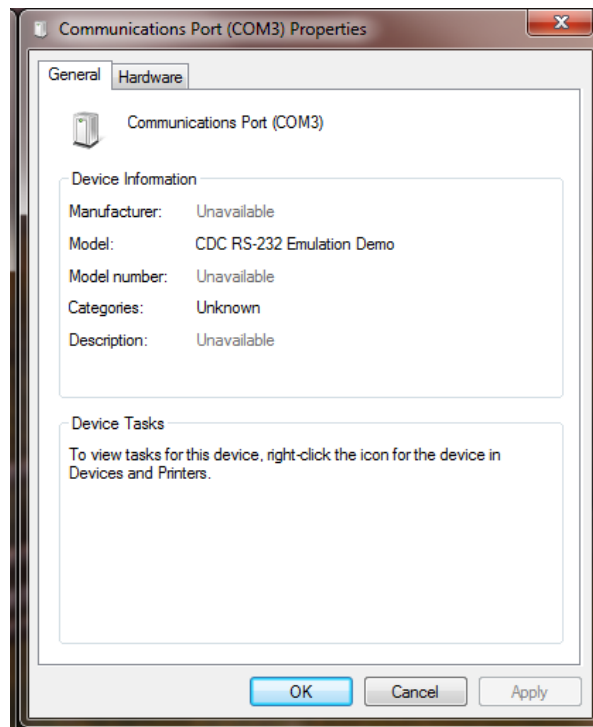 Communications Port (COM3) Properties
General Hardware
Communications Port (COM3)
Device Information
Manufacturer: Unavailable
Model: CDC RS-232 Emulation Demo
Model number: Unavailable
Categories: Unknown
Description: Unavailable
Device Tasks
To view tasks for this device, right-click the icon for the device in
Devices and Printers.
OK Cancel Apply